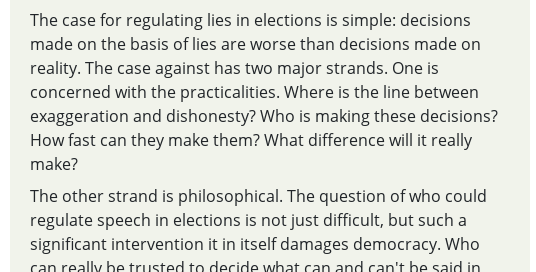 The case for regulating lies in elections is simple: decisions
made on the basis of lies are worse than decisions made on
reality. The case against has two major strands. One is
concerned with the practicalities. Where is the line between
exaggeration and dishonesty? Who is making these decisions?
How fast can they make them? What difference will it really
make?
The other strand is philosophical. The question of who could
regulate speech in elections is not just difficult, but such a
significant intervention it in itself damages democracy. Who
can really be trusted to decide what can and can't be said in